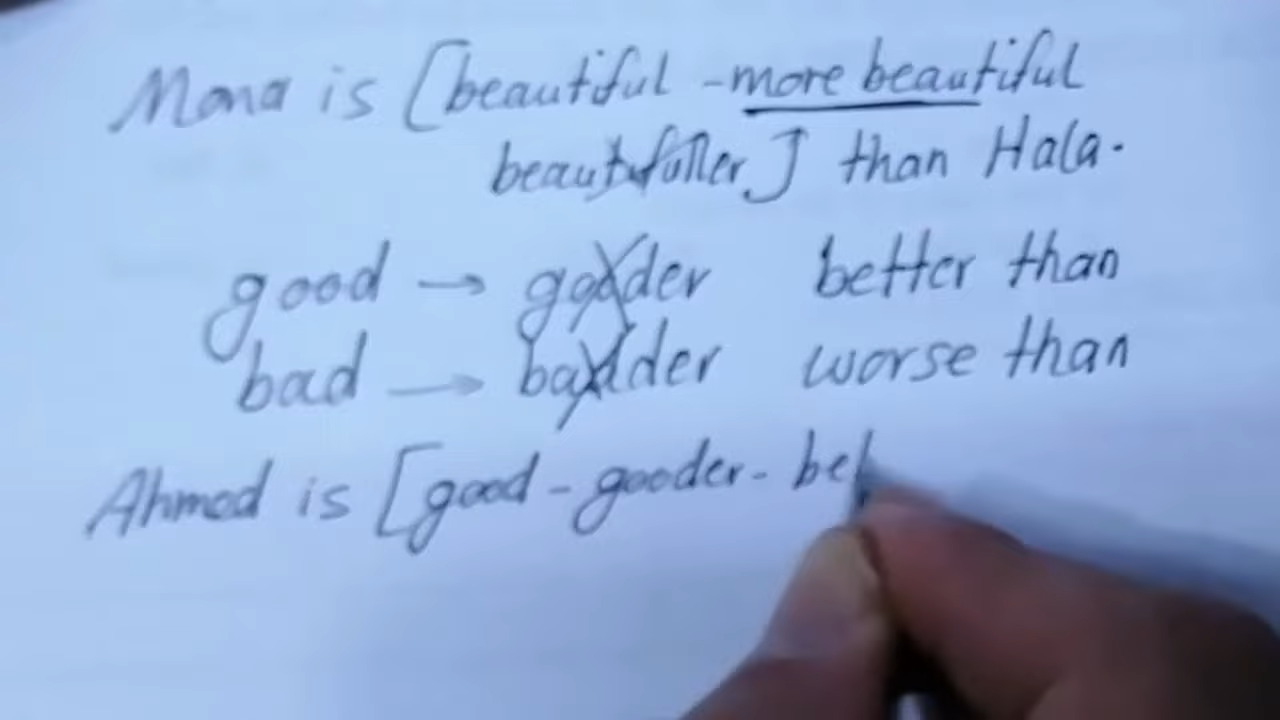 Mona is [beautiful - more beautiful
beautifuller] than Hala.
good → gooder better than
bad → badder worse than
Ahmed is [good - gooder - bet